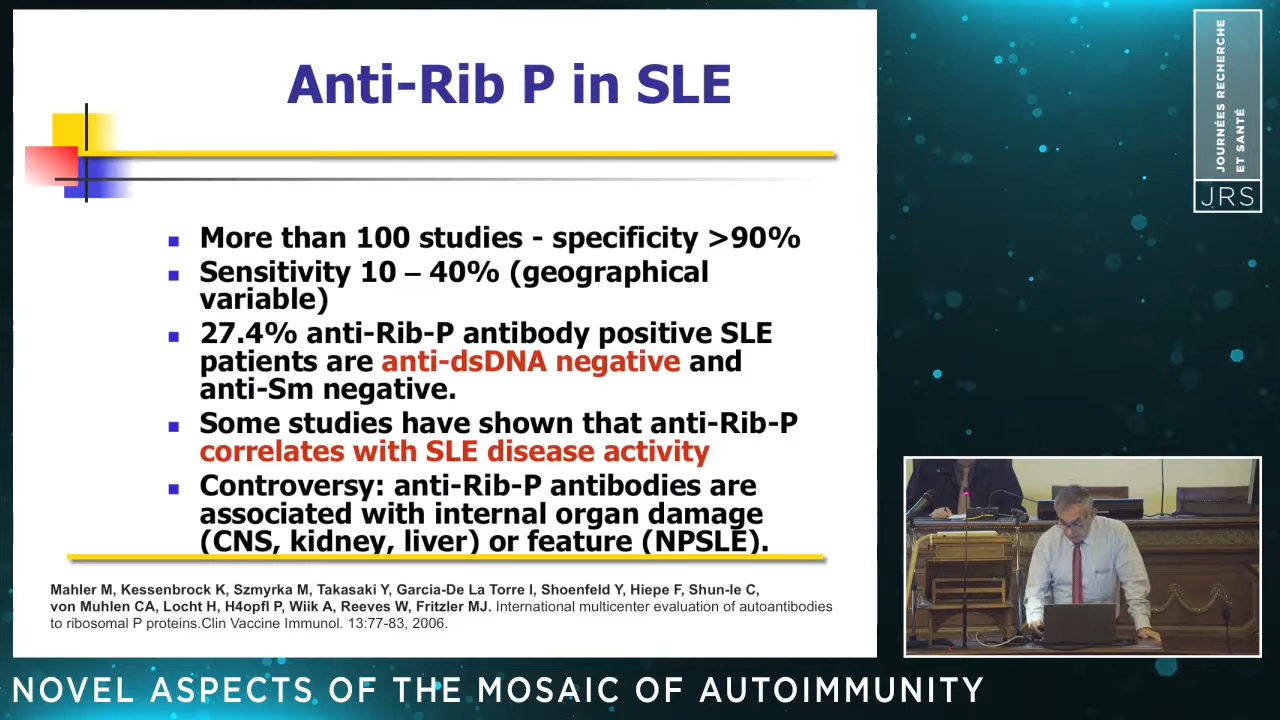 Anti-Rib P in SLE
More than 100 studies - specificity >90%
Sensitivity 10 – 40% (geographical
variable)
27.4% anti-Rib-P antibody positive SLE
patients are anti-dsDNA negative and
anti-Sm negative.
Some studies have shown that anti-Rib-P
correlates with SLE disease activity
Controversy: anti-Rib-P antibodies are
associated with internal organ damage
(CNS, kidney, liver) or feature (NPSLE).
Mahler M, Kessenbrock K, Szmyrka M, Takasaki Y, Garcia-De La Torre I, Shoenfeld Y, Hiepe F, Shun-le C,
von Muhlen CA, Locht H, H4opfl P, Wiik A, Reeves W, Fritzler MJ. International multicenter evaluation of autoantibodies
to ribosomal P proteins.Clin Vaccine Immunol. 13:77-83, 2006.
JOURNÉES RECHERCHE
ET SANTÉ
JRS
NOVEL ASPECTS OF THE MOSAIC OF AUTOIMMUNITY